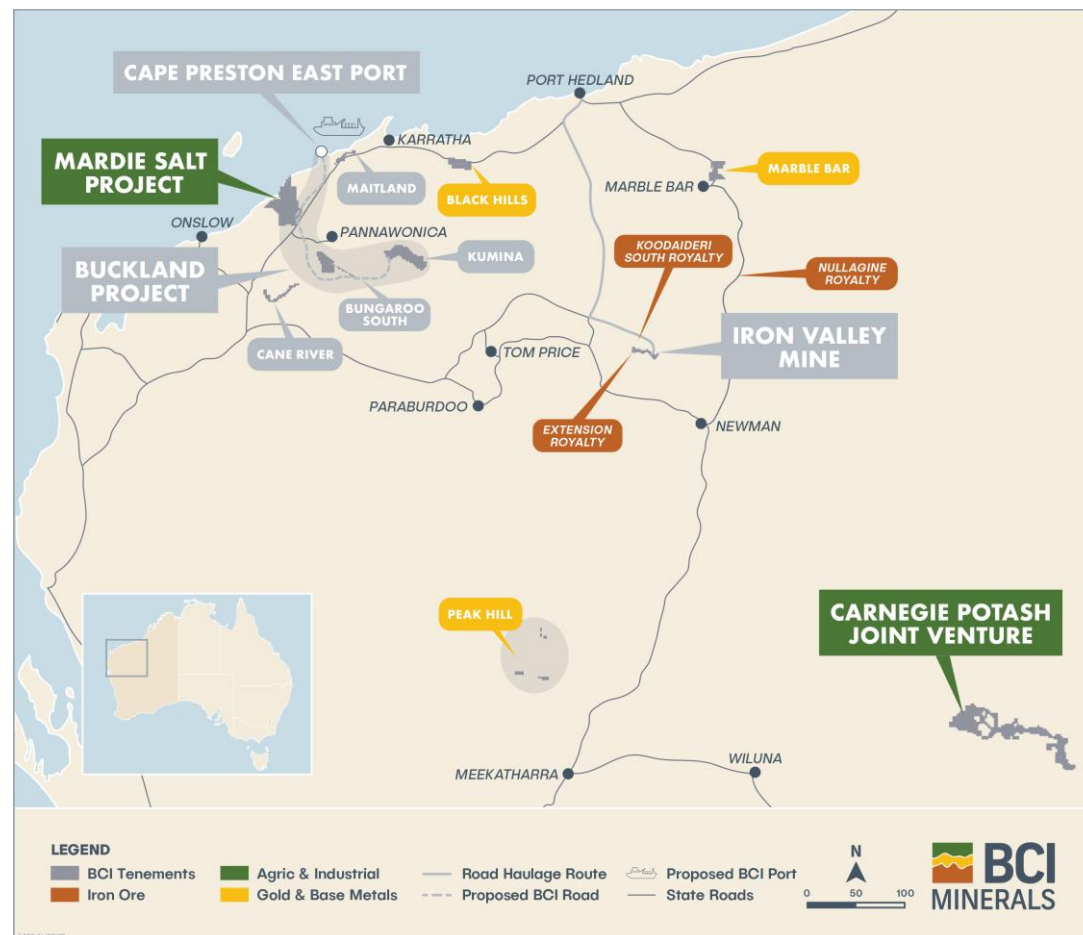 CAPE PRESTON EAST PORT
PORT HEDLAND
KARRATHA
MARDIE SALT
PROJECT
MAITLAND
BLACK HILLS
MARBLE BAR
MARBLE BAR
ONSLOW
PANNAWONICA
KUMINA
BUCKLAND
PROJECT
KOODAIDERI
SOUTH ROYALTY
NULLAGINE
ROYALTY
BUNGAROO
SOUTH
CANE RIVER
TOM PRICE
IRON VALLEY
MINE
PARABURDOO
EXTENSION
ROYALTY
NEWMAN
PEAK HILL
CARNEGIE POTASH
JOINT VENTURE
MEEKATHARRA
WILUNA
LEGEND
BCI Tenements
Agric & Industrial
Road Haulage Route
Proposed BCI Port
Iron Ore
Gold & Base Metals
Proposed BCI Road
State Roads
N
0 50 100
BCI
MINERALS